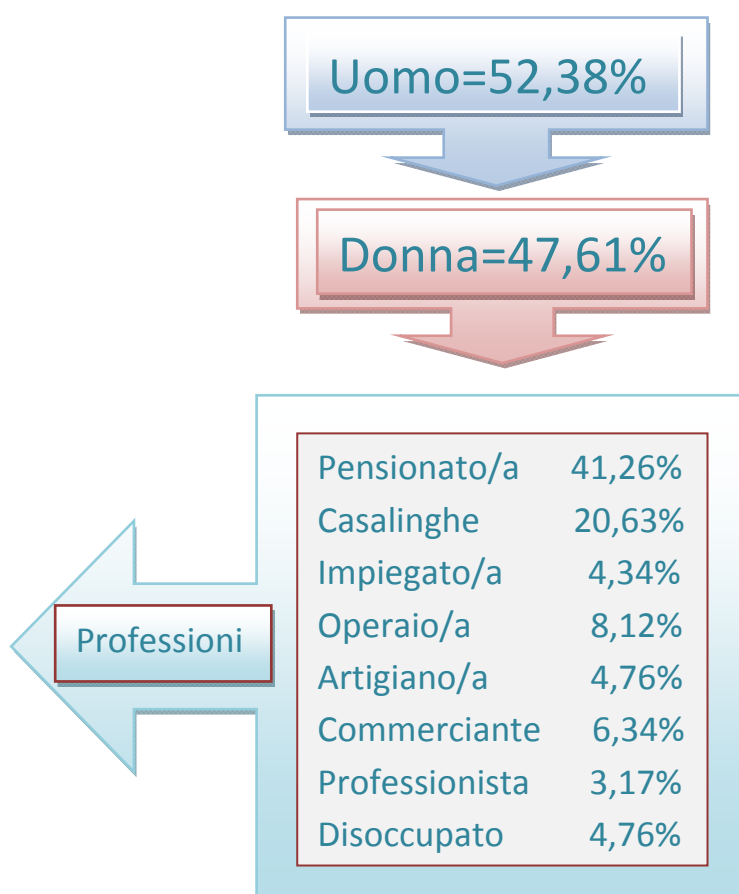 Uomo=52,38%
Donna=47,61%
Professioni
Pensionato/a 41,26%
Casalinghe 20,63%
Impiegato/a 4,34%
Operaio/a 8,12%
Artigiano/a 4,76%
Commerciante 6,34%
Professionista 3,17%
Disoccupato 4,76%